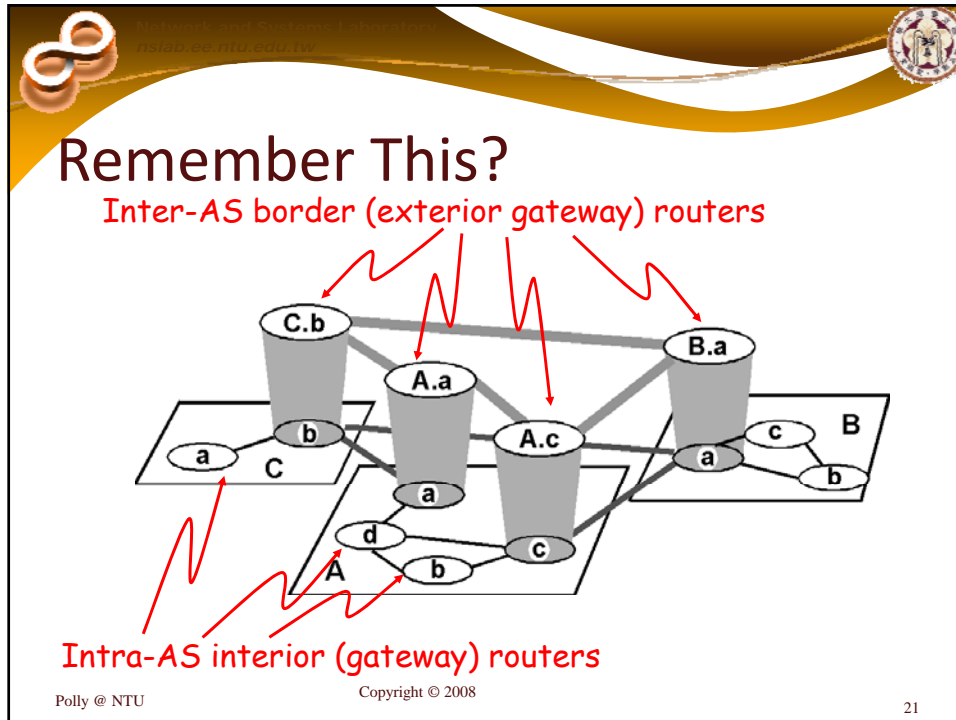 Network and Systems Laboratory
nslab.ee.ntu.edu.tw
Remember This?
Inter-AS border (exterior gateway) routers
C.b
B.a
A.a
A.c
b
a
C
c
B
a
b
a
d
c
b
A
Intra-AS interior (gateway) routers
Polly @ NTU
Copyright © 2008
21